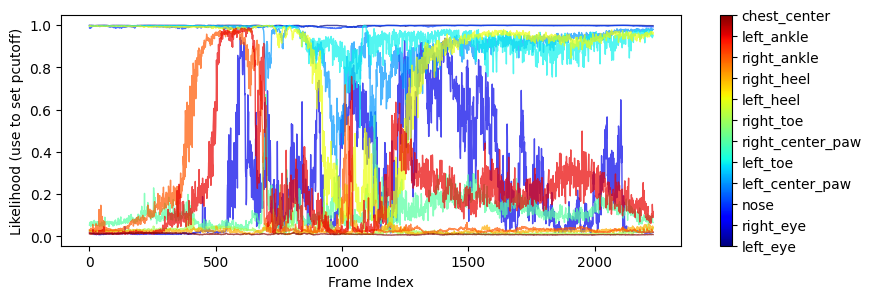 Likelihood (use to set pcutoff)
1.0
0.8
0.6
0.4
0.2
0.0
0
500
1000
1500
2000
Frame Index
chest_center
left_ankle
right_ankle
right_heel
left_heel
right_toe
right_center_paw
left_toe
left_center_paw
nose
right_eye
left_eye